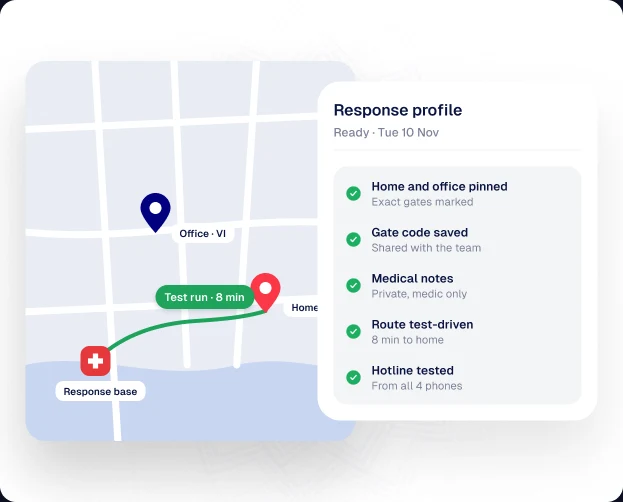 Response profile
Ready · Tue 10 Nov
Home and office pinned
Exact gates marked
Gate code saved
Shared with the team
Medical notes
Private, medic only
Route test-driven
8 min to home
Hotline tested
From all 4 phones
Office · VI
Test run · 8 min
Home
Response base